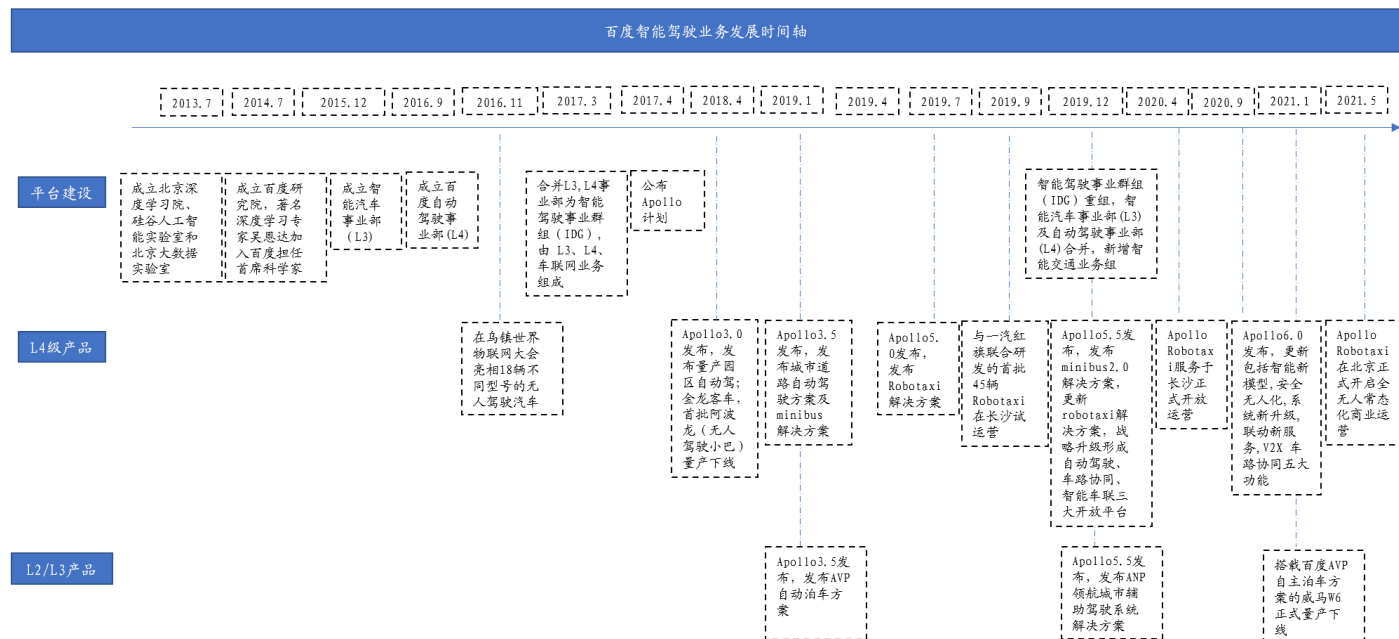 百度智能驾驶业务发展时间轴
2013.7
2014.7
2015.12
2016.9
2016.11
2017.3
2017.4
2018.4
2019.1
2019.4
2019.7
2019.9
2019.12
2020.4
2020.9
2021.1
2021.5
平台建设
成立北京深
度学习院、
硅谷人工智
能实验室和
北京大数据
实验室
成立百度研
究院，著名
深度学习专
家吴恩达加
入百度担任
首席科学家
成立智
能汽车
事业部
(L3)
成立百
度自动
驾驶事
业部(L4)
合并L3,L4事
业部为智能
驾驶事业群
组（IDG），
由 L3、L4、
车联网业务
组成
公布
Apollo
计划
智能驾驶事业群组
（IDG）重组，智
能汽车事业部(L3)
及自动驾驶事业部
(L4)合并，新增智
能交通业务组
L4级产品
在乌镇世界
物联网大会
亮相18辆不
同型号的无
人驾驶汽车
Apollo3.0
发布，发
布量产园
区自动驾;
金龙客车，
首批阿波
龙（无人
驾驶小巴）
量产下线
Apollo3.5
发布，发
布城市道
路自动驾
驶方案及
minibus
解决方案
Apollo5.
0发布，
发布
Robotaxi
解决方案
与一汽红
旗联合研
发的首批
45辆
Robotaxi
在长沙试
运营
Apollo5.5发
布，发布
minibus2.0
解决方案，
更新
robotaxi解
决方案，战
略升级形成
自动驾驶、
车路协同、
智能车联三
大开放平台
Apollo
Robotax
i服务于
长沙正
式开放
运营
Apollo6.0
发布，更新
包括智能新
模型,安全
无人化,系
统新升级,
联动新服
务,V2X 车
路协同五大
功能
Apollo
Robotaxi
在北京正
式开启全
无人常态
化商业运
营
L2/L3产品
Apollo3.5发
布，发布AVP
自动泊车方
案
Apollo5.5发
布，发布ANP
领航城市辅
助驾驶系统
解决方案
搭载百度AVP
自主泊车方
案的威马W6
正式量产下
线